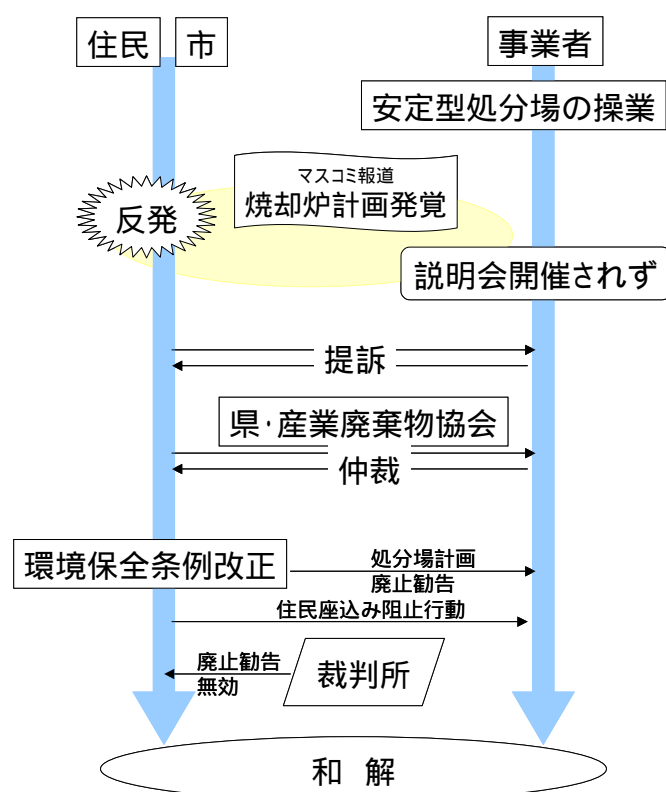 住民 市
事業者
安定型処分場の操業
マスコミ報道
焼却炉計画発覚
反発
説明会開催されず
提訴
県・産業廃棄物協会
仲裁
環境保全条例改正
処分場計画
廃止勧告
住民座込み阻止行動
廃止勧告
無効
裁判所
和 解